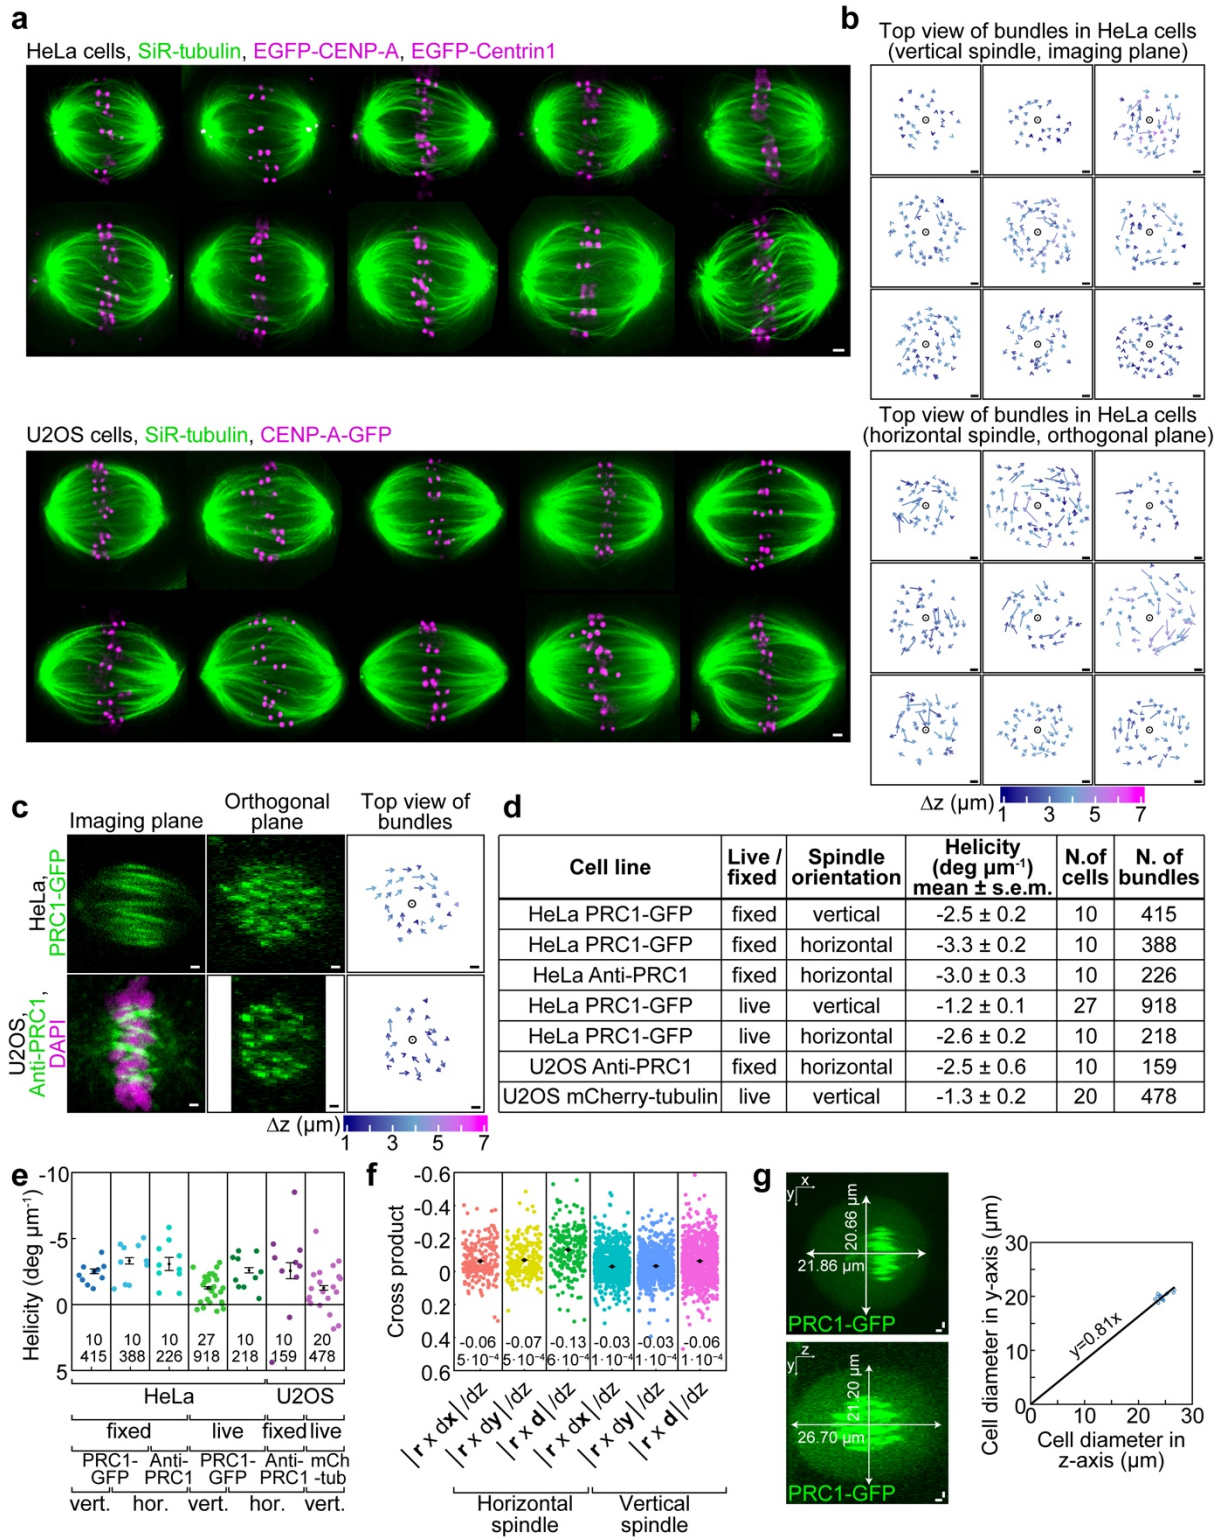 a
HeLa cells, SiR-tubulin, EGFP-CENP-A, EGFP-Centrin1
U2OS cells, SiR-tubulin, CENP-A-GFP
b
Top view of bundles in HeLa cells
(vertical spindle, imaging plane)
Top view of bundles in HeLa cells
(horizontal spindle, orthogonal plane)
Δz (µm)
1 3 5 7
c
Imaging plane
Orthogonal
plane
Top view of
bundles
HeLa,
PRC1-GFP
U2OS,
Anti-PRC1,
DAPI
Δz (µm)
1 3 5 7
d
Cell line | Live / fixed | Spindle orientation | Helicity (deg µm⁻¹) mean ± s.e.m. | N.of cells | N. of bundles
HeLa PRC1-GFP fixed vertical -2.5 ± 0.2 10 415
HeLa PRC1-GFP fixed horizontal -3.3 ± 0.2 10 388
HeLa Anti-PRC1 fixed horizontal -3.0 ± 0.3 10 226
HeLa PRC1-GFP live vertical -1.2 ± 0.1 27 918
HeLa PRC1-GFP live horizontal -2.6 ± 0.2 10 218
U2OS Anti-PRC1 fixed horizontal -2.5 ± 0.6 10 159
U2OS mCherry-tubulin live vertical -1.3 ± 0.2 20 478
e
Helicity (deg µm⁻¹)
-10
-5
0
5
10 10 10 27 10 10 20
415 388 226 918 218 159 478
HeLa U2OS
fixed live fixed live
PRC1-GFP Anti-PRC1 PRC1-GFP Anti-PRC1 mCh-tub
vert. hor. vert. hor. vert.
f
Cross product
-0.6
-0.4
-0.2
0
0.2
0.4
0.6
-0.06 -0.07 -0.13 -0.03 -0.03 -0.06
5·10⁻⁴ 5·10⁻⁴ 6·10⁻⁴ 1·10⁻⁴ 1·10⁻⁴ 1·10⁻⁴
|r x dx|/dz |r x dy|/dz |r x d|/dz |r x dx|/dz |r x dy|/dz |r x d|/dz
Horizontal
spindle
Vertical
spindle
g
x
y
20.66 µm
21.86 µm
PRC1-GFP
z
y
21.20 µm
26.70 µm
PRC1-GFP
Cell diameter in y-axis (µm)
30
20
10
0
y=0.81x
0 10 20 30
Cell diameter in
z-axis (µm)